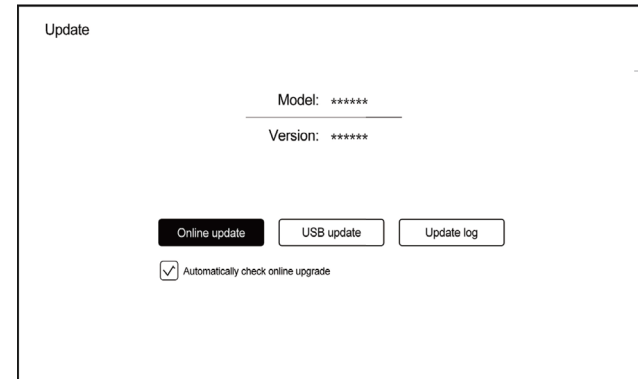 Update
Model: ******
Version: ******
Online update
USB update
Update log
Automatically check online upgrade